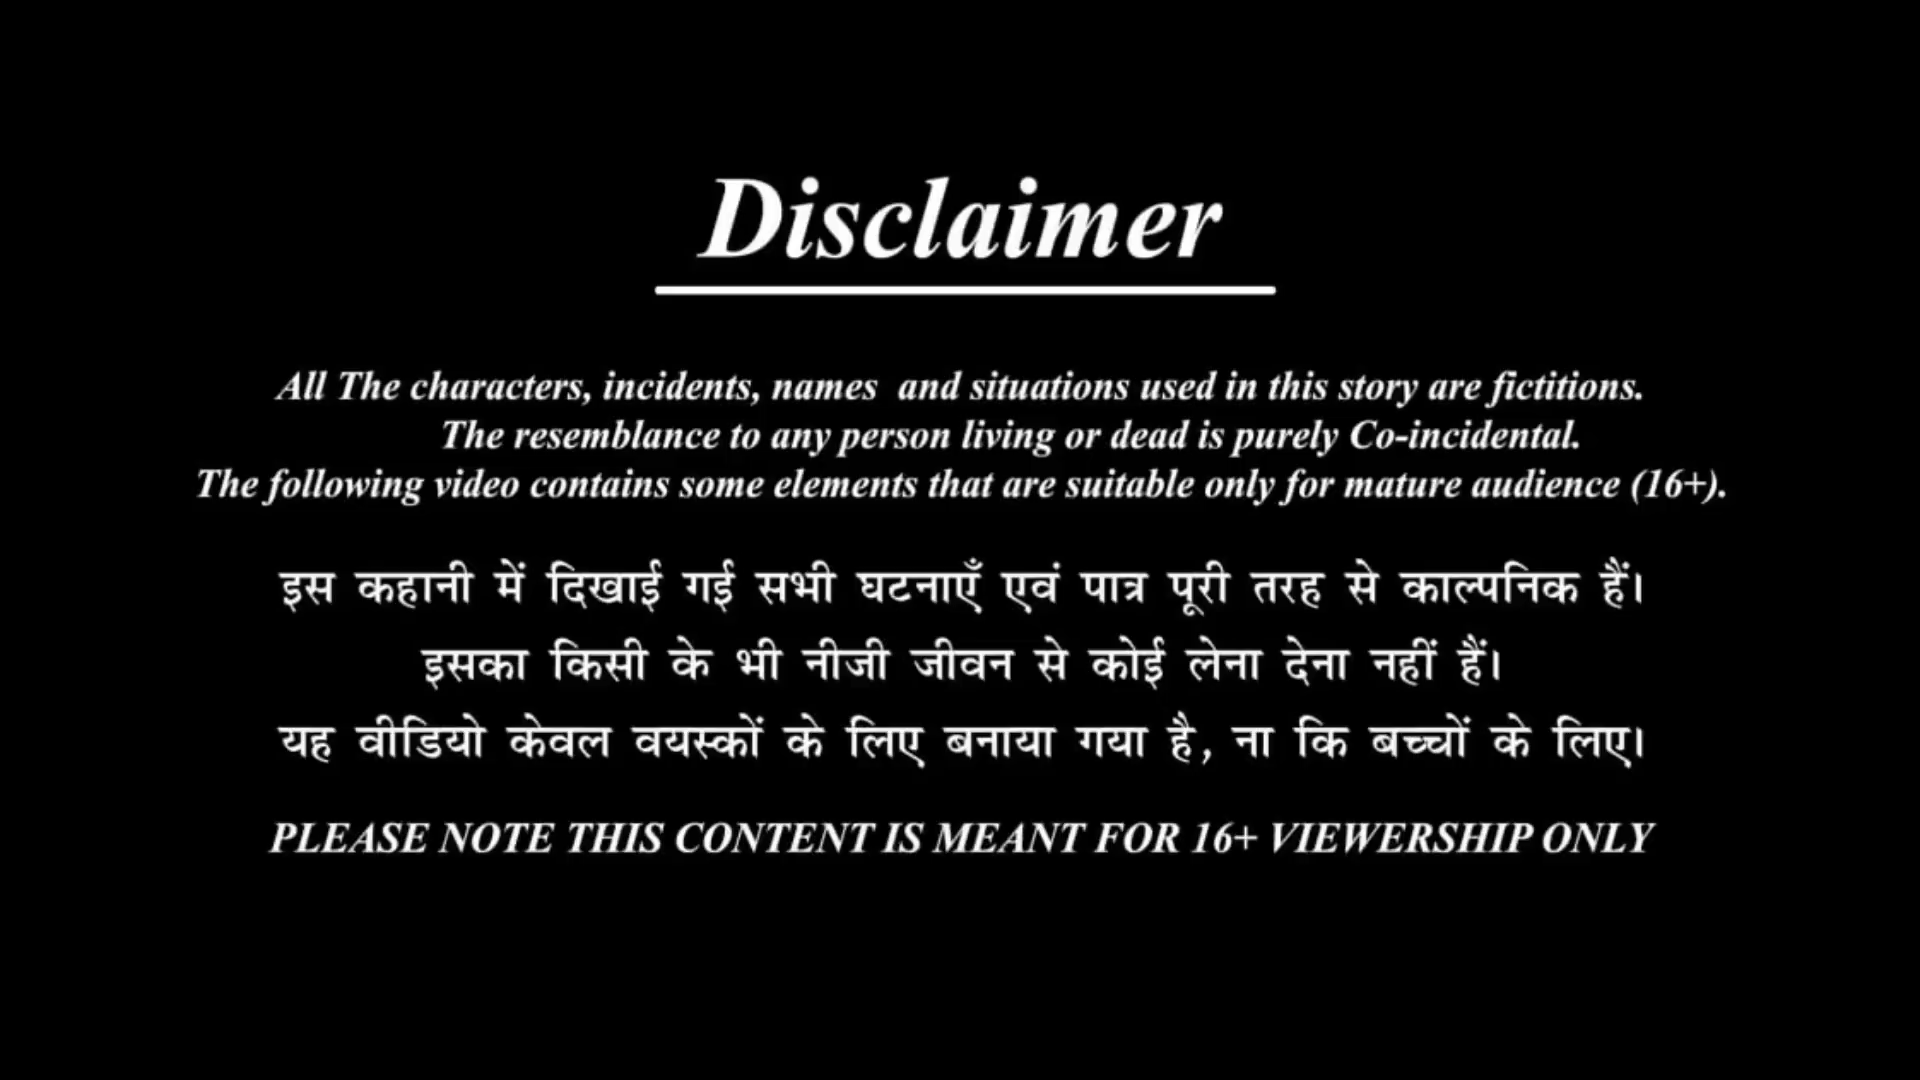 Disclaimer
All The characters, incidents, names and situations used in this story are fictitions.
The resemblance to any person living or dead is purely Co-incidental.
The following video contains some elements that are suitable only for mature audience (16+).
इस कहानी में दिखाई गई सभी घटनाएँ एवं पात्र पूरी तरह से काल्पनिक हैं।
इसका किसी के भी नीजी जीवन से कोई लेना देना नहीं हैं।
यह वीडियो केवल वयस्कों के लिए बनाया गया है, ना कि बच्चों के लिए।
PLEASE NOTE THIS CONTENT IS MEANT FOR 16+ VIEWERSHIP ONLY